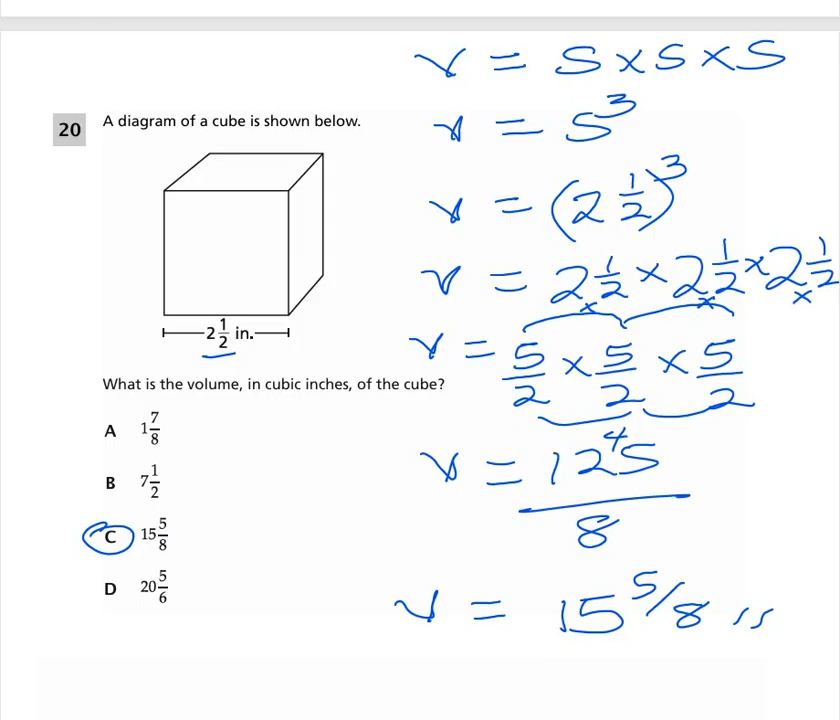 V = S x S x S
20 A diagram of a cube is shown below.
V = S³
V = (2 1/2)³
V = 2 1/2 x 2 1/2 x 2 1/2
2 1/2 in.
V = 5/2 x 5/2 x 5/2
What is the volume, in cubic inches, of the cube?
A 1 7/8
V = 12⁴5/8
B 7 1/2
C 15 5/8
D 20 5/6
V = 15 5/8 "